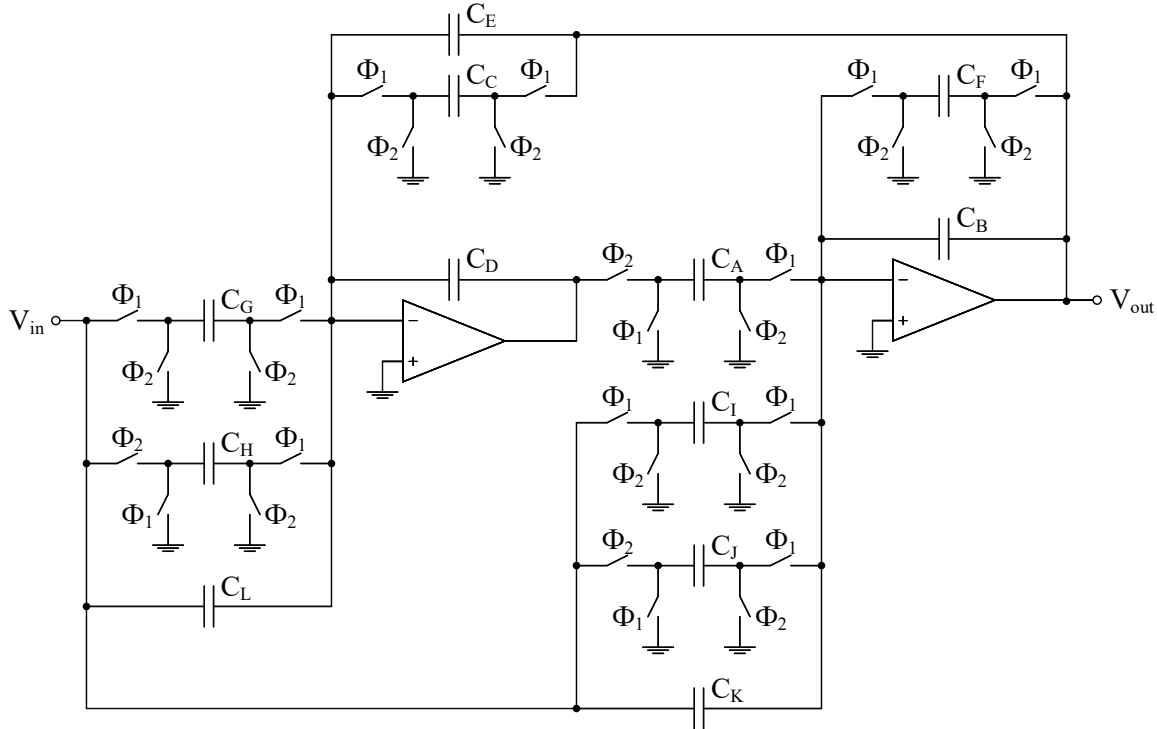 C_E
Φ₁ C_C Φ₁
Φ₂ Φ₂
Φ₁ C_F Φ₁
Φ₂ Φ₂
C_B
−
+
V_out
C_D
−
+
Φ₂ C_A Φ₁
Φ₁ Φ₂
V_in
Φ₁ C_G Φ₁
Φ₂ Φ₂
Φ₂ C_H Φ₁
Φ₁ Φ₂
C_L
Φ₁ C_I Φ₁
Φ₂ Φ₂
Φ₂ C_J Φ₁
Φ₁ Φ₂
C_K